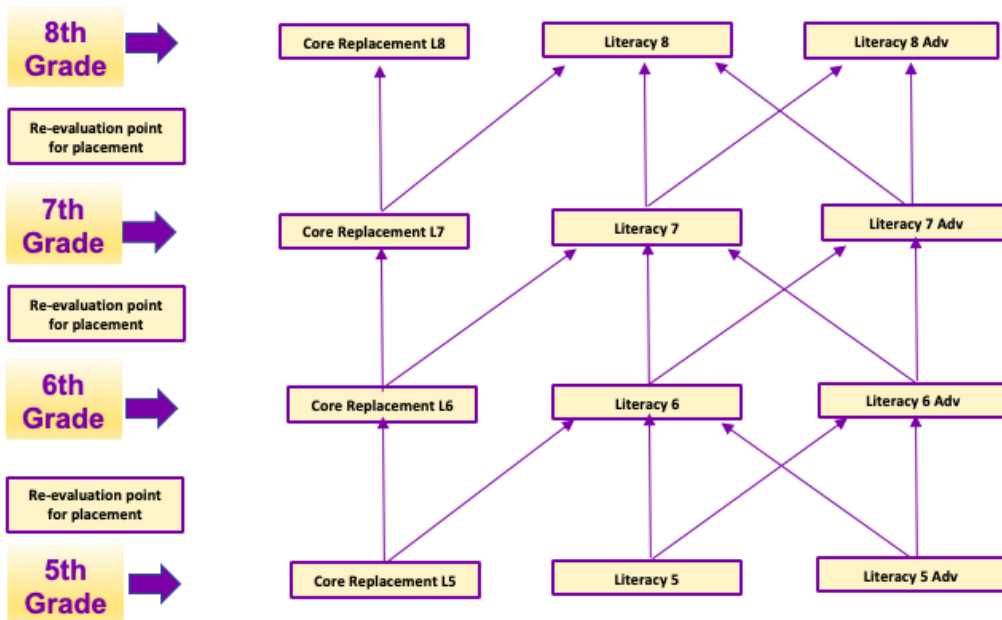 8th
Grade
Core Replacement L8
Literacy 8
Literacy 8 Adv
Re-evaluation point
for placement
7th
Grade
Core Replacement L7
Literacy 7
Literacy 7 Adv
Re-evaluation point
for placement
6th
Grade
Core Replacement L6
Literacy 6
Literacy 6 Adv
Re-evaluation point
for placement
5th
Grade
Core Replacement L5
Literacy 5
Literacy 5 Adv